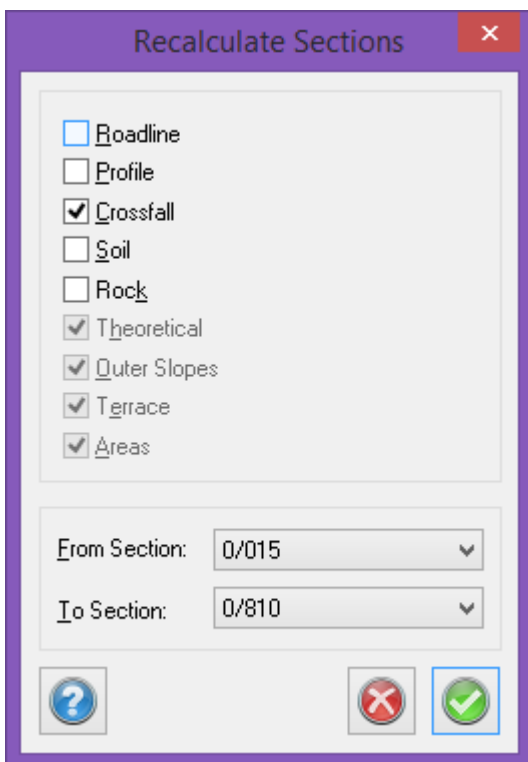 Recalculate Sections
Roadline
Profile
Crossfall
Soil
Rock
Theoretical
Outer Slopes
Terrace
Areas
From Section: 0/015
To Section: 0/810